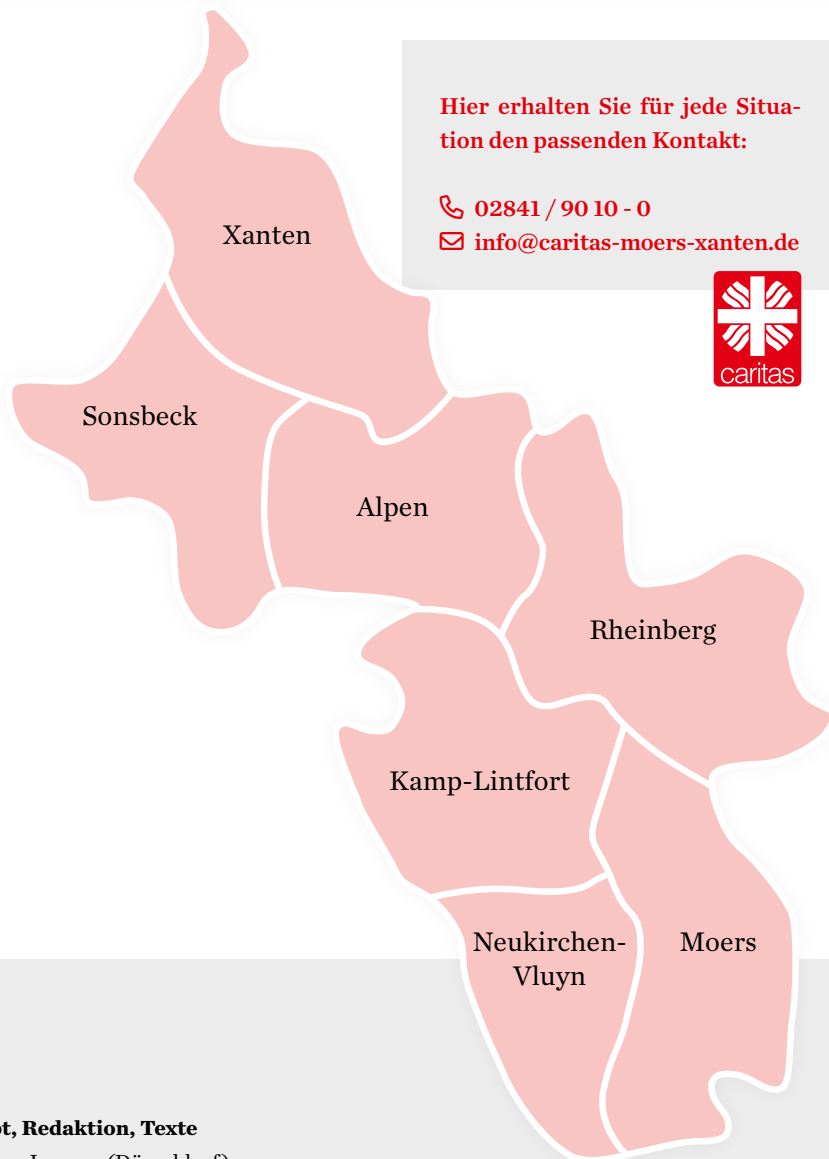 Hier erhalten Sie für jede Situa-
tion den passenden Kontakt:
02841 / 90 10 - 0
info@caritas-moers-xanten.de
caritas
Xanten
Sonsbeck
Alpen
Rheinberg
Kamp-Lintfort
Neukirchen-
Vluyn
Moers
Redaktion, Texte